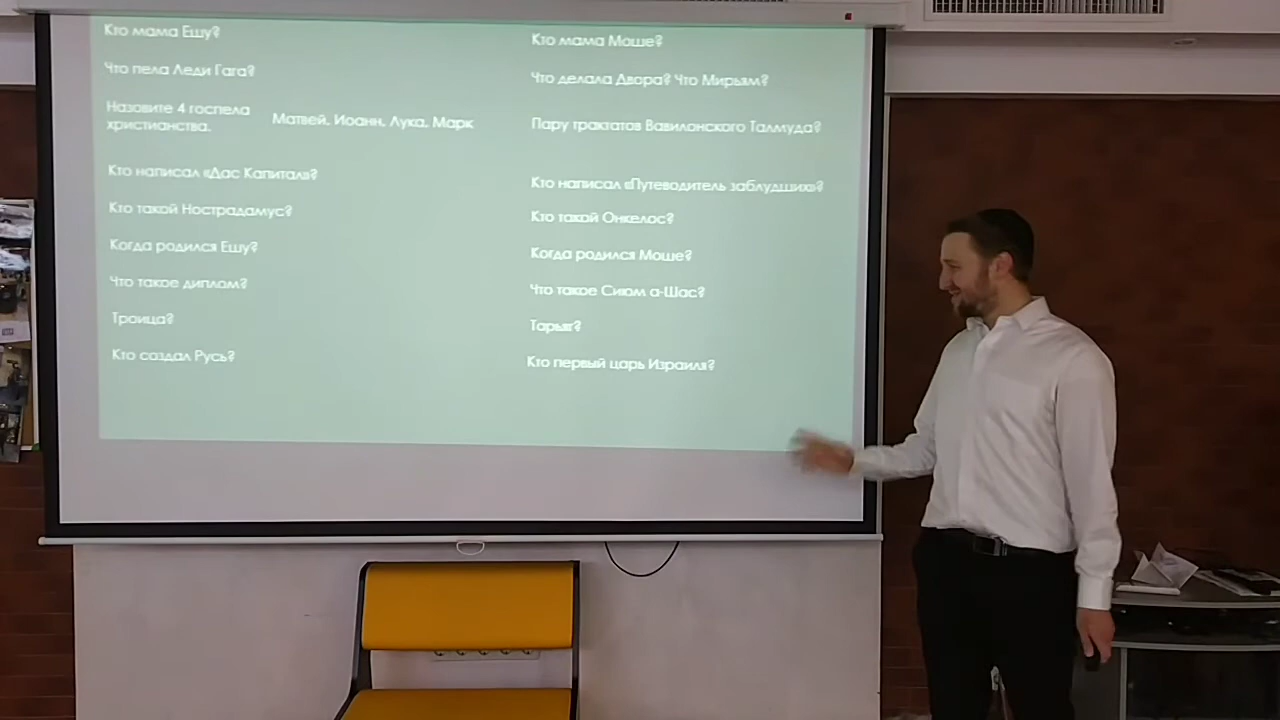 Кто мама Ешу?
Что пела Леди Гага?
Назовите 4 госпела
христианства.
Матвей, Иоанн, Лука, Марк
Кто написал «Дас Капитал»?
Кто такой Нострадамус?
Когда родился Ешу?
Что такое диплом?
Троица?
Кто создал Русь?
Кто мама Моше?
Что делала Двора? Что Мирьям?
Пару трактатов Вавилонского Талмуда?
Кто написал «Путеводитель заблудших»?
Кто такой Онкелос?
Когда родился Моше?
Что такое Сиюм а-Шас?
Тарьяг?
Кто первый царь Израиля?